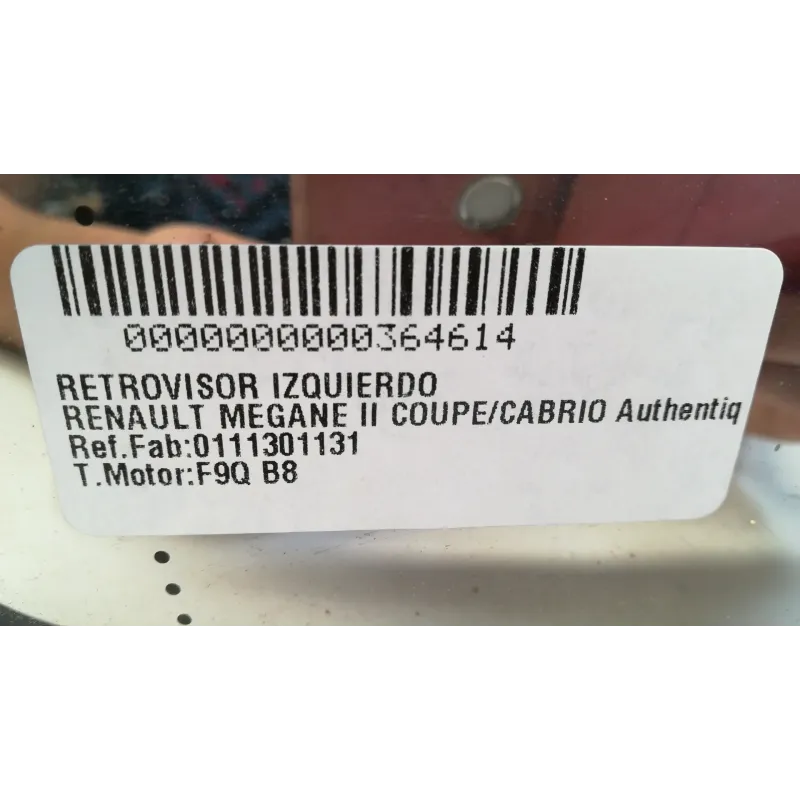 0000000000364614
RETROVISOR IZQUIERDO
RENAULT MEGANE II COUPE/CABRIO Authentiq
Ref.Fab:0111301131
T.Motor:F9Q B8